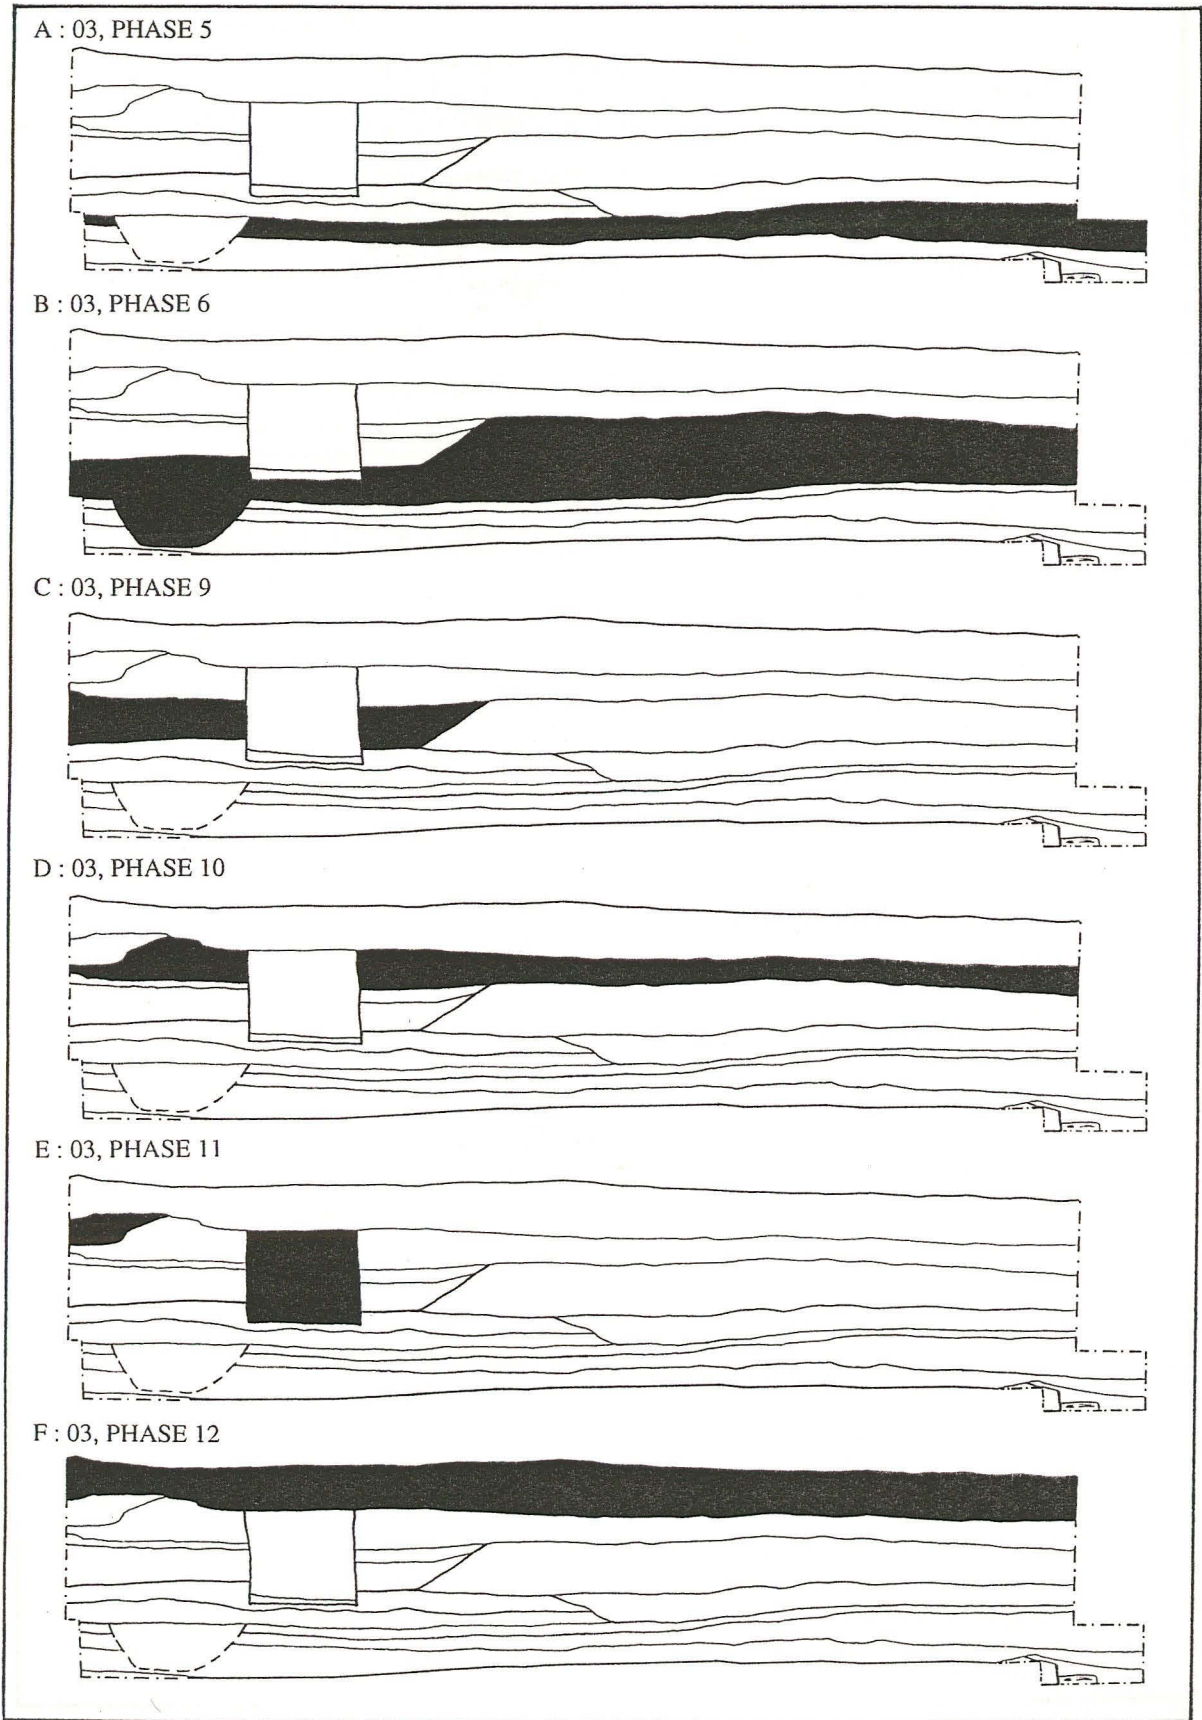 A : 03, PHASE 5
B : 03, PHASE 6
C : 03, PHASE 9
D : 03, PHASE 10
E : 03, PHASE 11
F : 03, PHASE 12